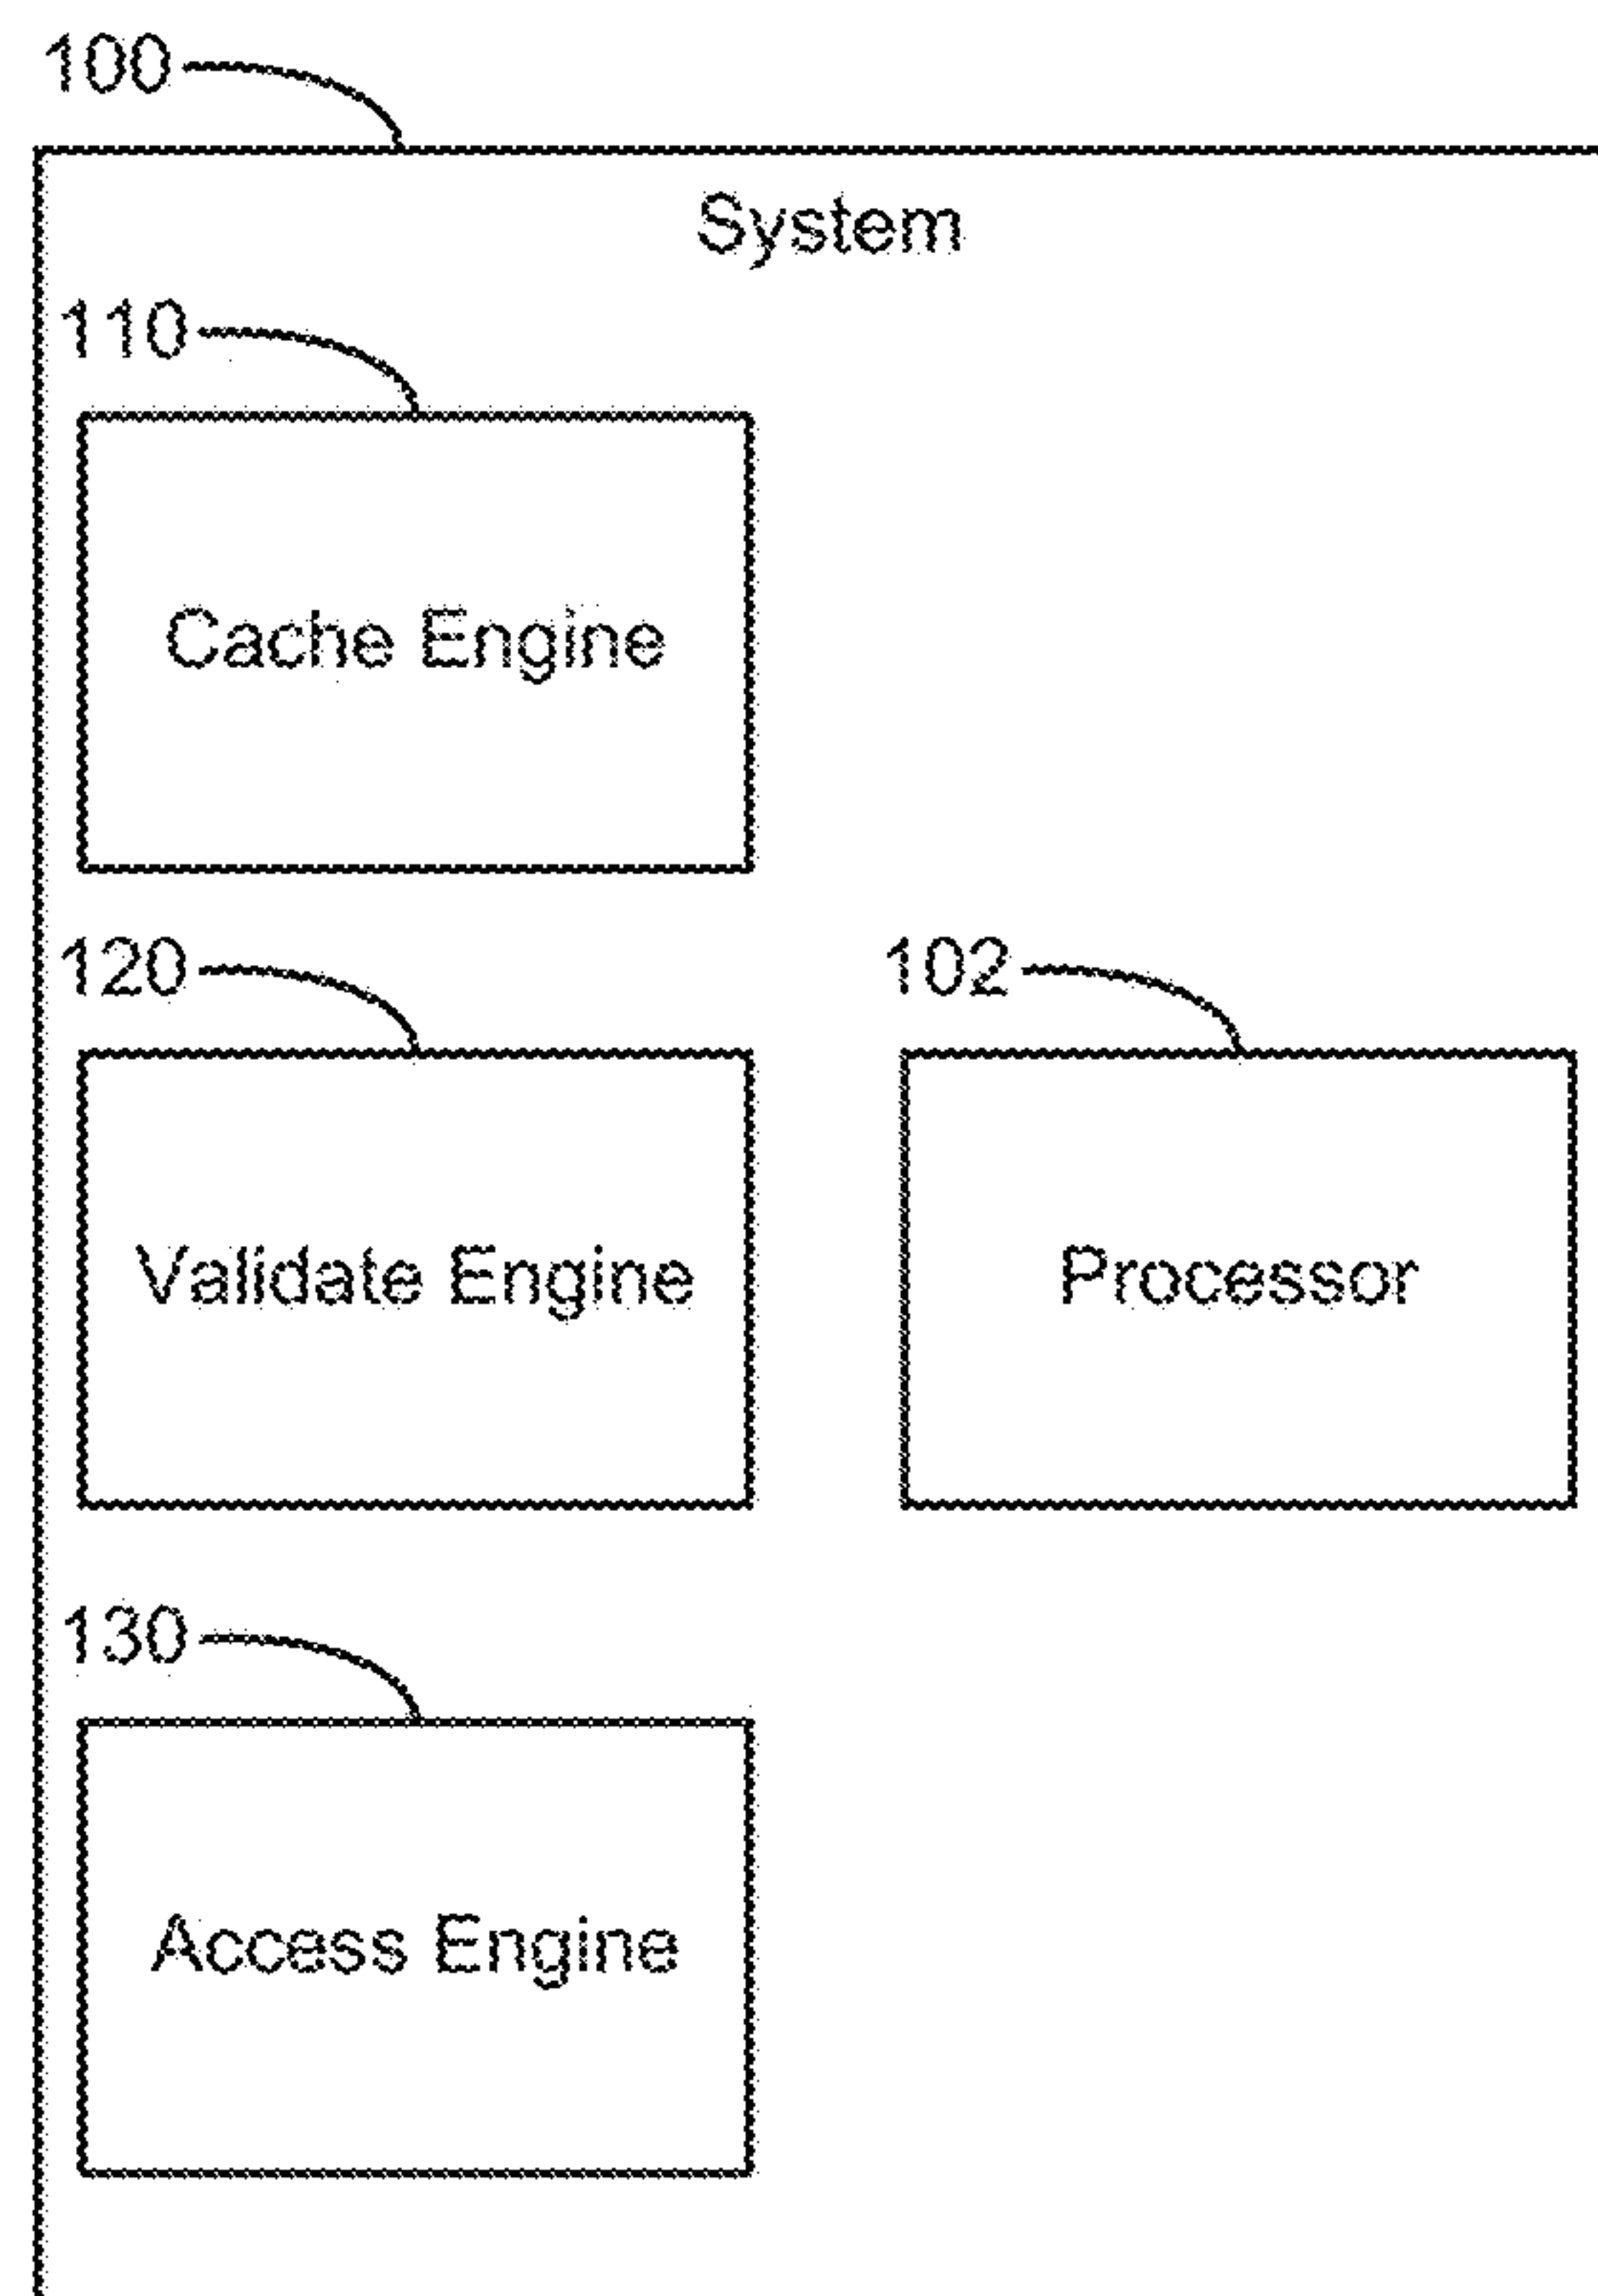 100
System
110
Cache Engine
120
102
Validate Engine
Processor
130
Access Engine